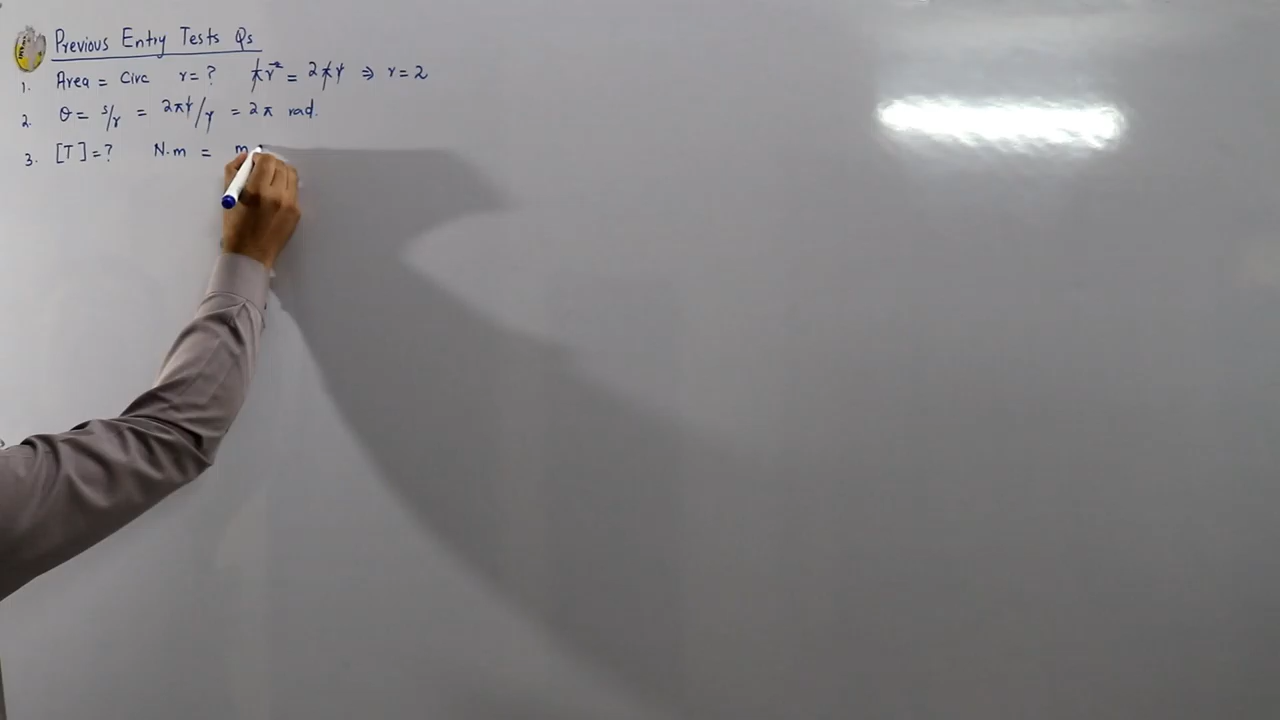 Previous Entry Tests Qs
1. Area = Circ r = ? πr² = 2πr ⇒ r = 2
2. θ = s/r = 2πr/r = 2π rad.
3. [T] = ? N.m = m